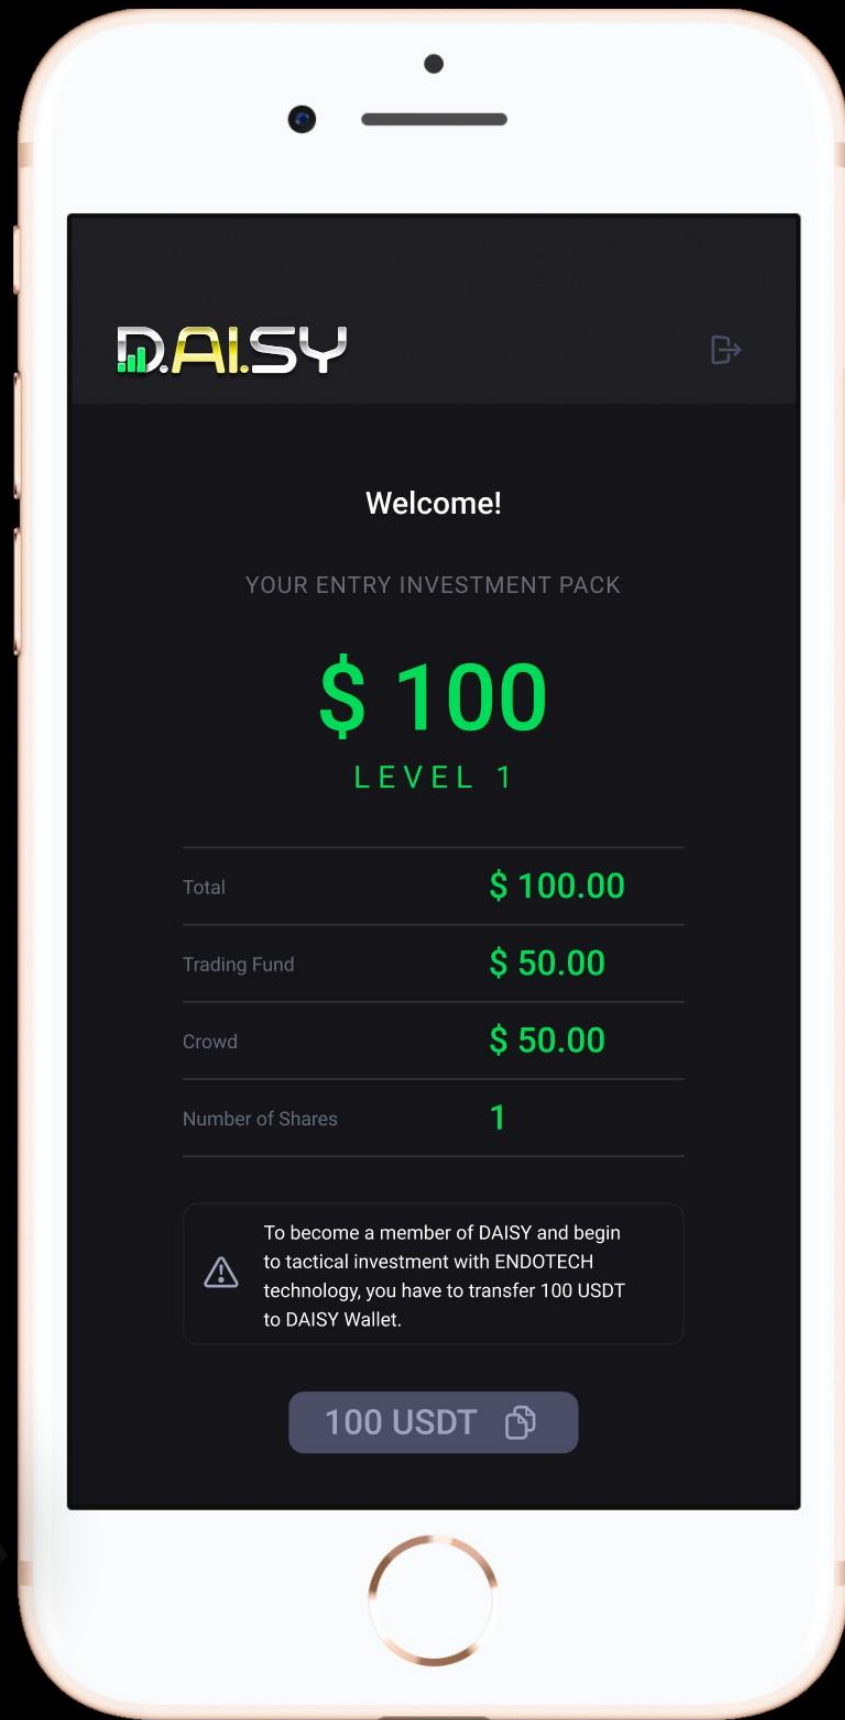 D.AI.SY
Welcome!
YOUR ENTRY INVESTMENT PACK
$ 100
LEVEL 1
Total $ 100.00
Trading Fund $ 50.00
Crowd $ 50.00
Number of Shares 1
To become a member of DAISY and begin
to tactical investment with ENDOTECH
technology, you have to transfer 100 USDT
to DAISY Wallet.
100 USDT